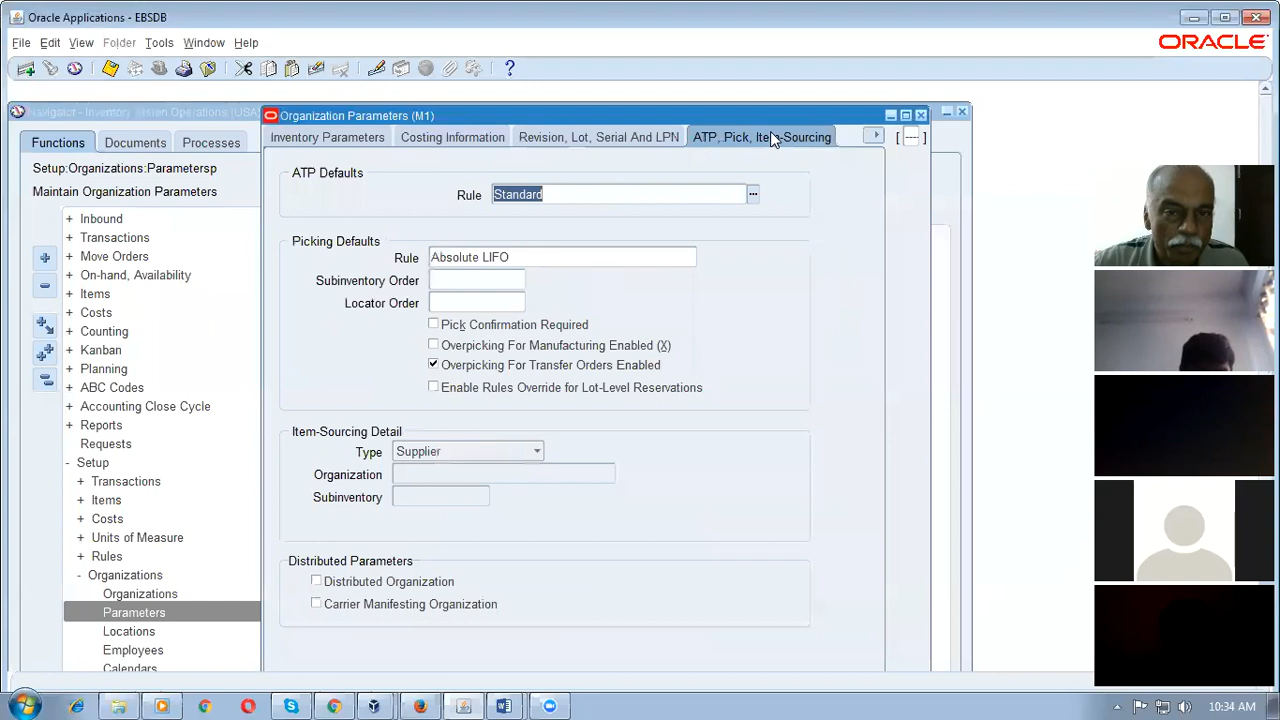 Oracle Applications - EBSDB
File Edit View Folder Tools Window Help
ORACLE
Navigator - Inventory
Operations (USA
Organization Parameters (M1)
Functions Documents Processes
Inventory Parameters Costing Information Revision, Lot, Serial And LPN ATP, Pick, Item-Sourcing
Setup:Organizations:Parametersp
Maintain Organization Parameters
+ Inbound
+ Transactions
+ Move Orders
+ On-hand, Availability
+ Items
+ Costs
+ Counting
+ Kanban
+ Planning
+ ABC Codes
+ Accounting Close Cycle
+ Reports
Requests
- Setup
+ Transactions
+ Items
+ Costs
+ Units of Measure
+ Rules
- Organizations
Organizations
Parameters
Locations
Employees
Calendars
ATP Defaults
Rule Standard
Picking Defaults
Rule Absolute LIFO
Subinventory Order
Locator Order
Pick Confirmation Required
Overpicking For Manufacturing Enabled (X)
Overpicking For Transfer Orders Enabled
Enable Rules Override for Lot-Level Reservations
Item-Sourcing Detail
Type Supplier
Organization
Subinventory
Distributed Parameters
Distributed Organization
Carrier Manifesting Organization
10:34 AM